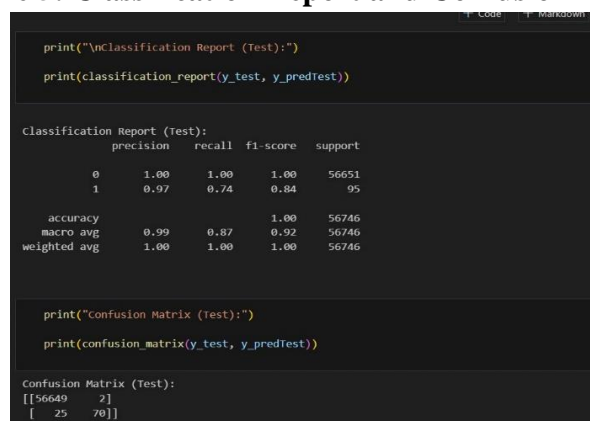 + Code + Markdown
print("\nClassification Report (Test):")
print(classification_report(y_test, y_predTest))
Classification Report (Test):
precision recall f1-score support
0 1.00 1.00 1.00 56651
1 0.97 0.74 0.84 95
accuracy 1.00 56746
macro avg 0.99 0.87 0.92 56746
weighted avg 1.00 1.00 1.00 56746
print("Confusion Matrix (Test):")
print(confusion_matrix(y_test, y_predTest))
Confusion Matrix (Test):
[[56649 2]
[ 25 70]]